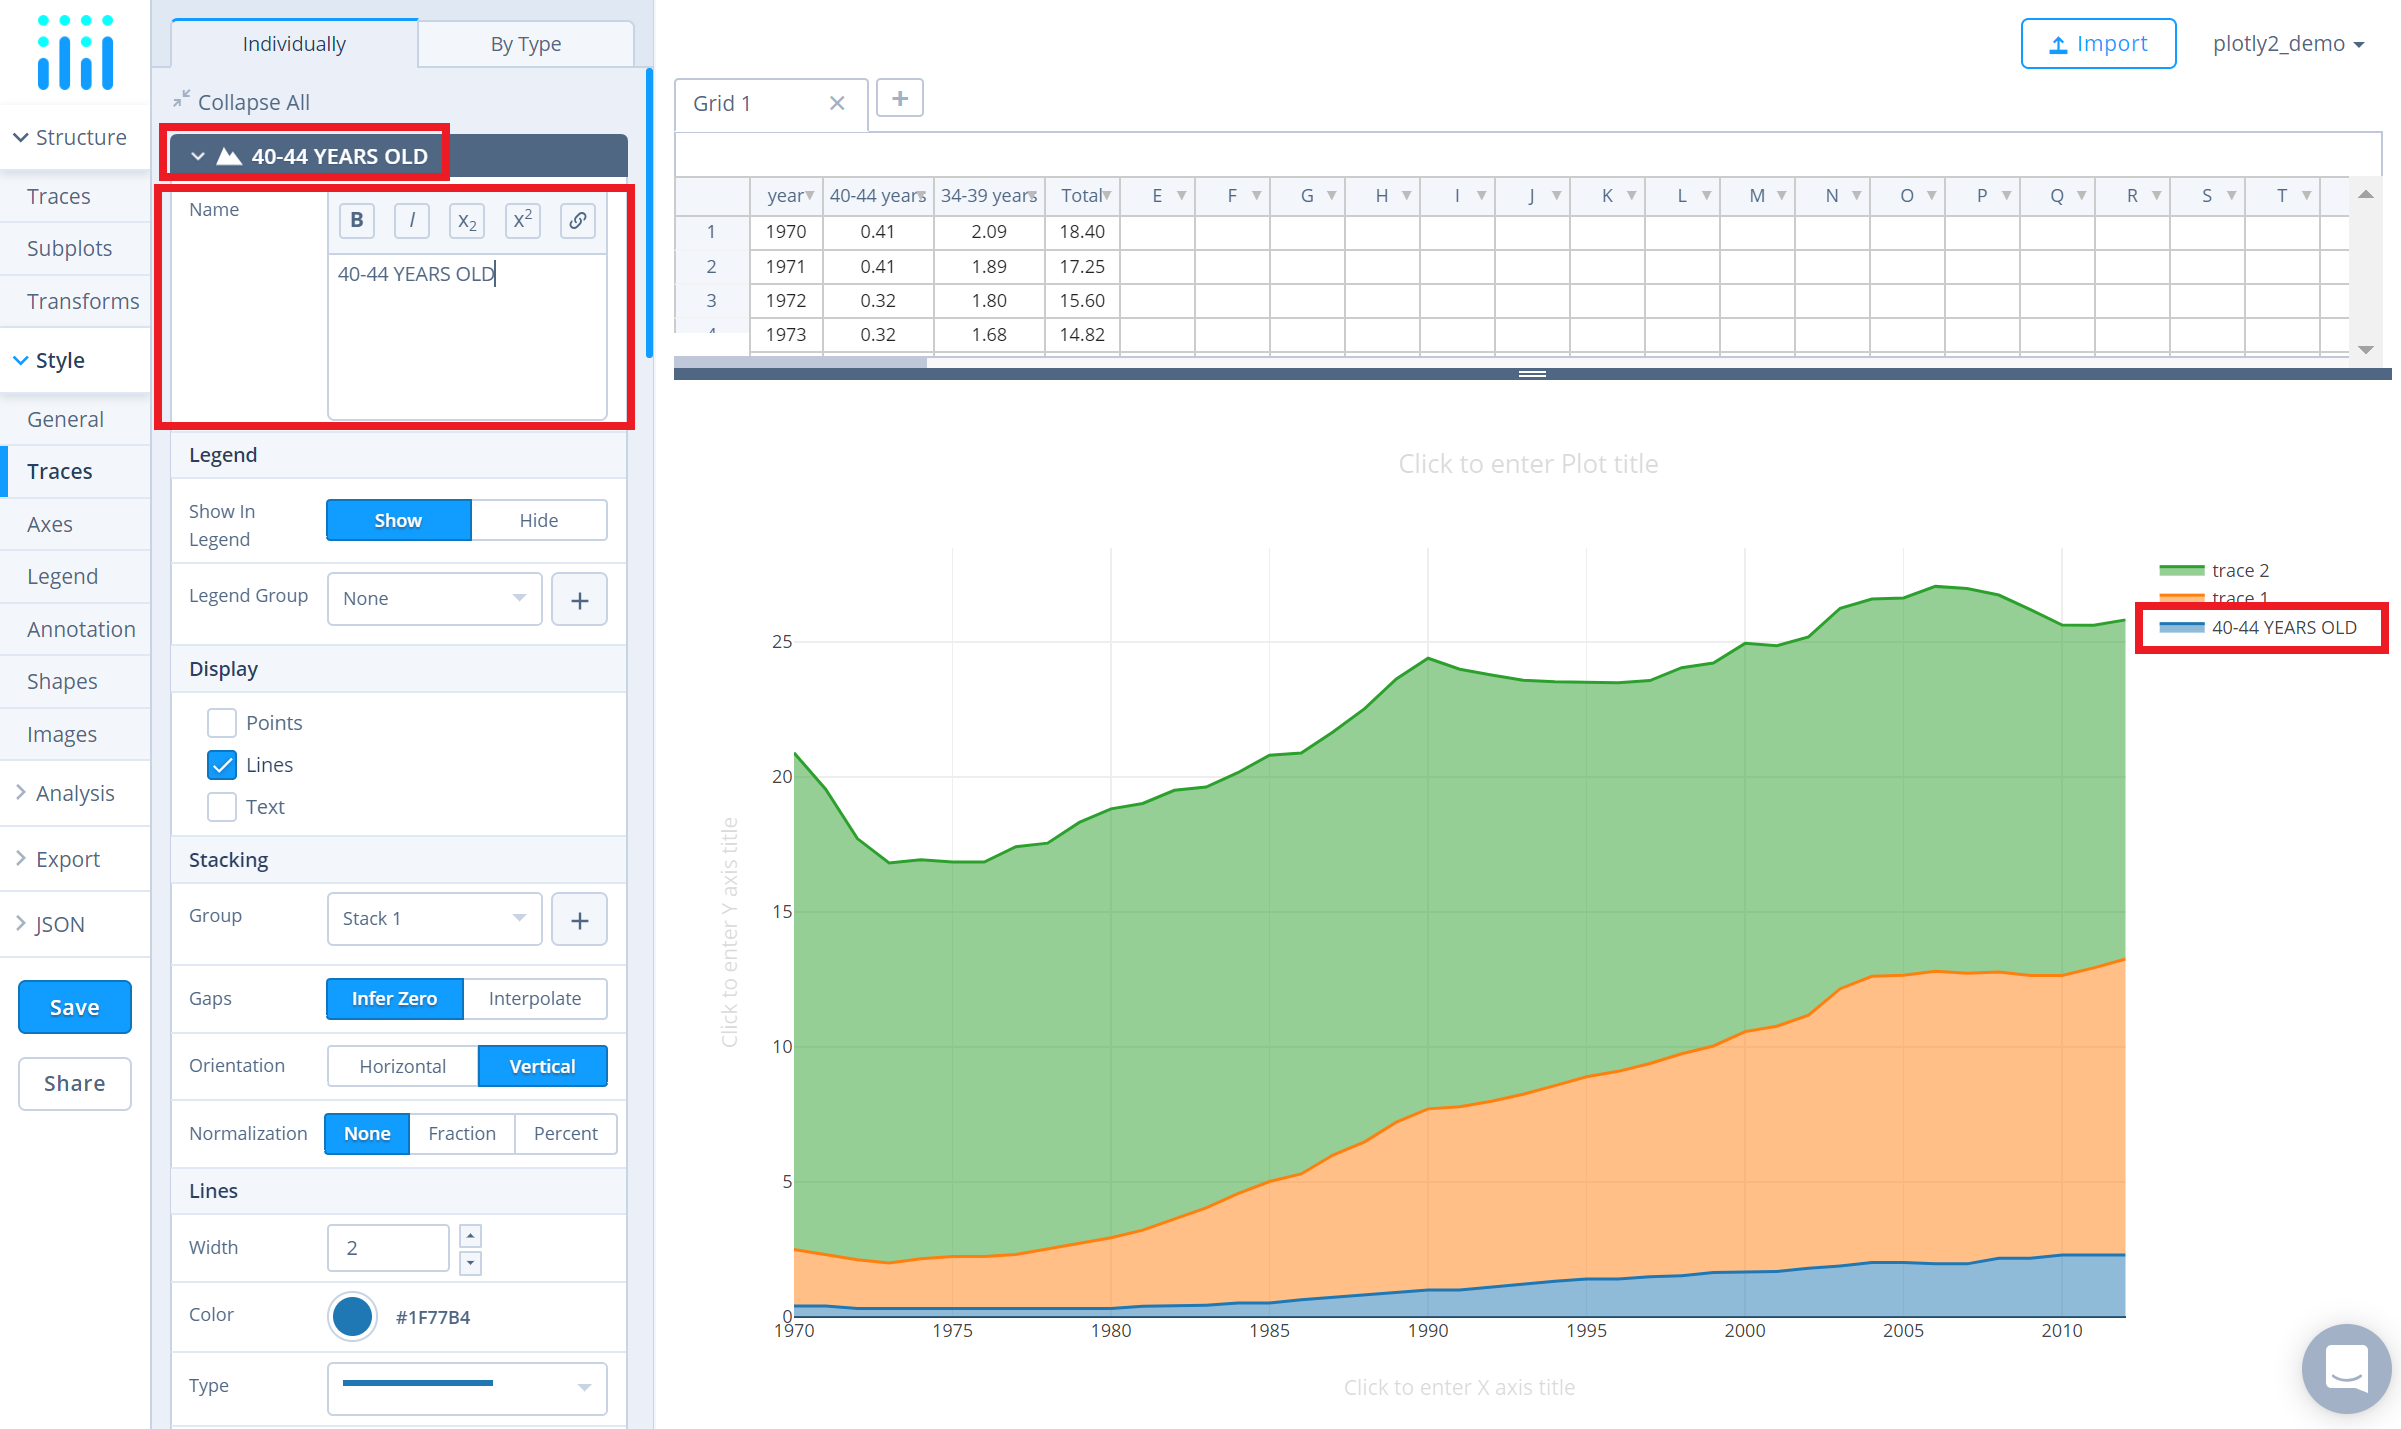 Structure
Traces
Subplots
Transforms
Style
General
Traces
Axes
Legend
Annotation
Shapes
Images
Analysis
Export
JSON
Save
Share
Individually
By Type
Collapse All
40-44 YEARS OLD
Name
B I x2 x2
40-44 YEARS OLD
Legend
Show In Legend
Show Hide
Legend Group
None
+
Display
Points
Lines
Text
Stacking
Group
Stack 1
+
Gaps
Infer Zero Interpolate
Orientation
Horizontal Vertical
Normalization
None Fraction Percent
Lines
Width
2
Color
#1F77B4
Type
Import
plotly2_demo
Grid 1
+
year 40-44 years 34-39 years Total E F G H I J K L M N O P Q R S T
1 1970 0.41 2.09 18.40
2 1971 0.41 1.89 17.25
3 1972 0.32 1.80 15.60
4 1973 0.32 1.68 14.82
Click to enter Plot title
trace 2
trace 1
40-44 YEARS OLD
Click to enter Y axis title
25
20
15
10
5
0
1970 1975 1980 1985 1990 1995 2000 2005 2010
Click to enter X axis title